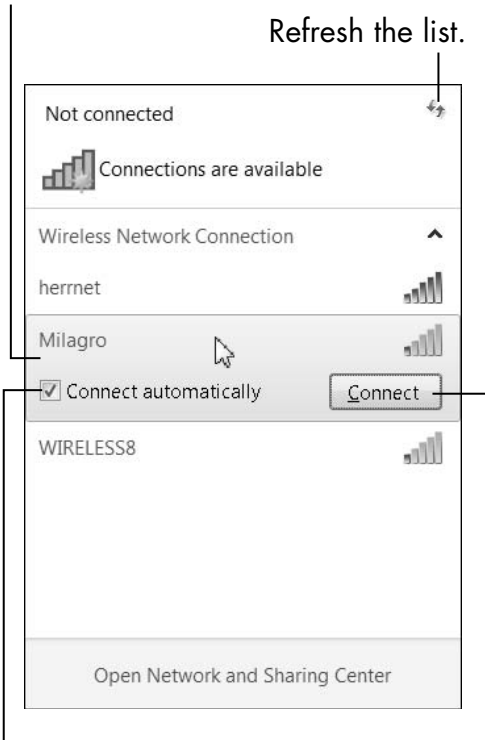 Refresh the list.
Not connected
Connections are available
Wireless Network Connection
herrnet
Milagro
Connect automatically
Connect
WIRELESS8
Open Network and Sharing Center